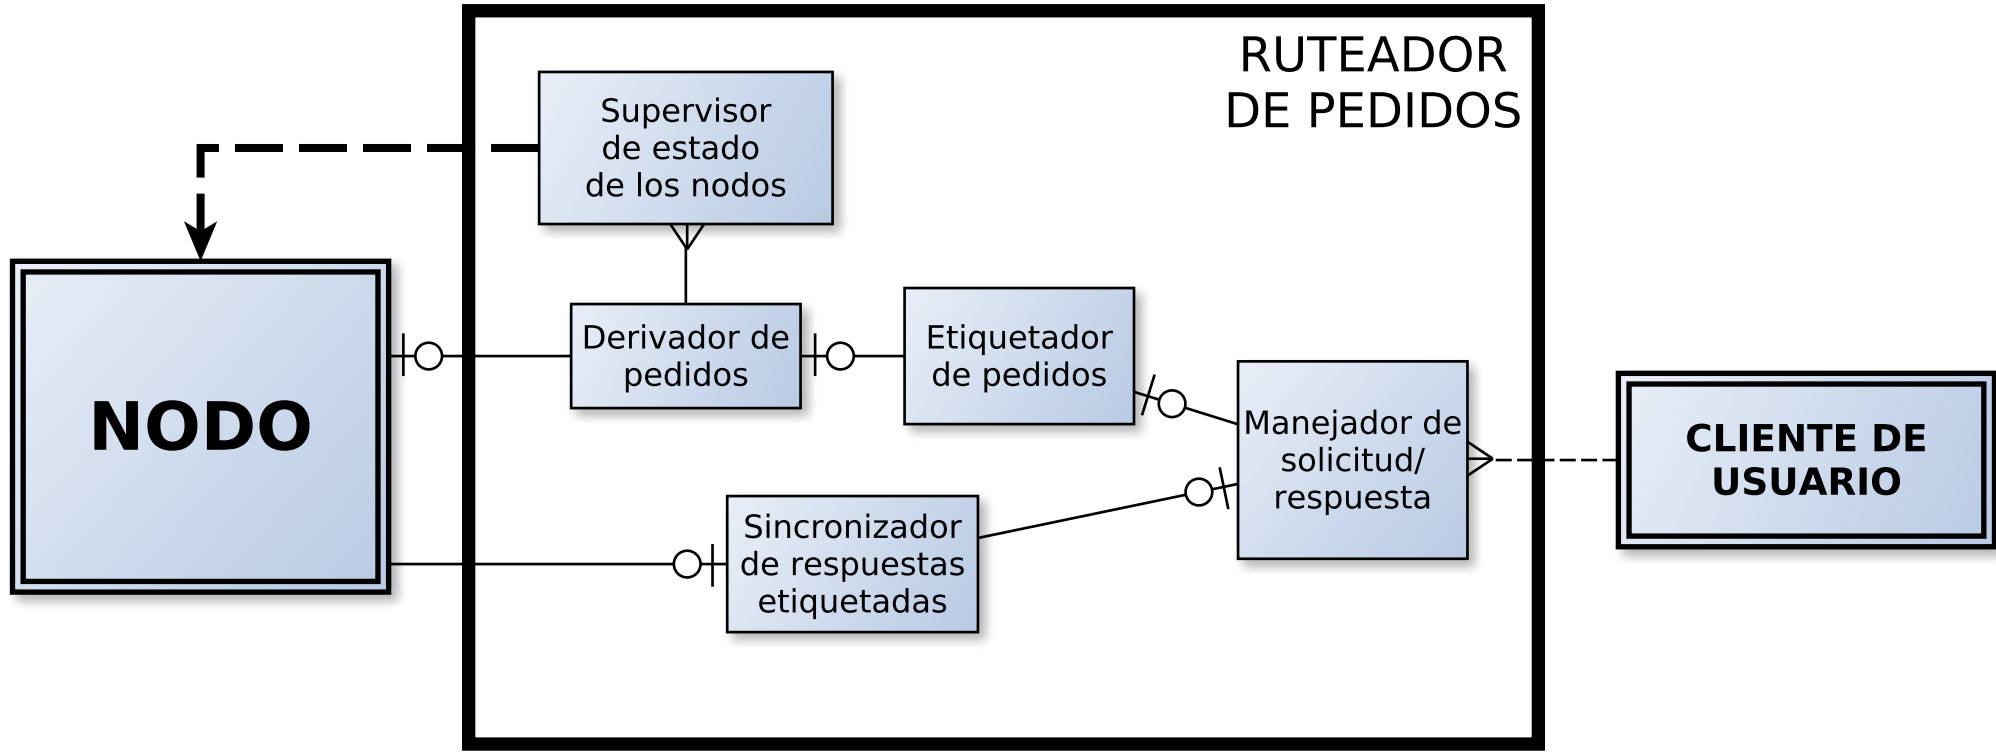 RUTEADOR
DE PEDIDOS
Supervisor
de estado
de los nodos
NODO
Derivador de
pedidos
Etiquetador
de pedidos
Manejador de
solicitud/
respuesta
Sincronizador
de respuestas
etiquetadas
CLIENTE DE
USUARIO